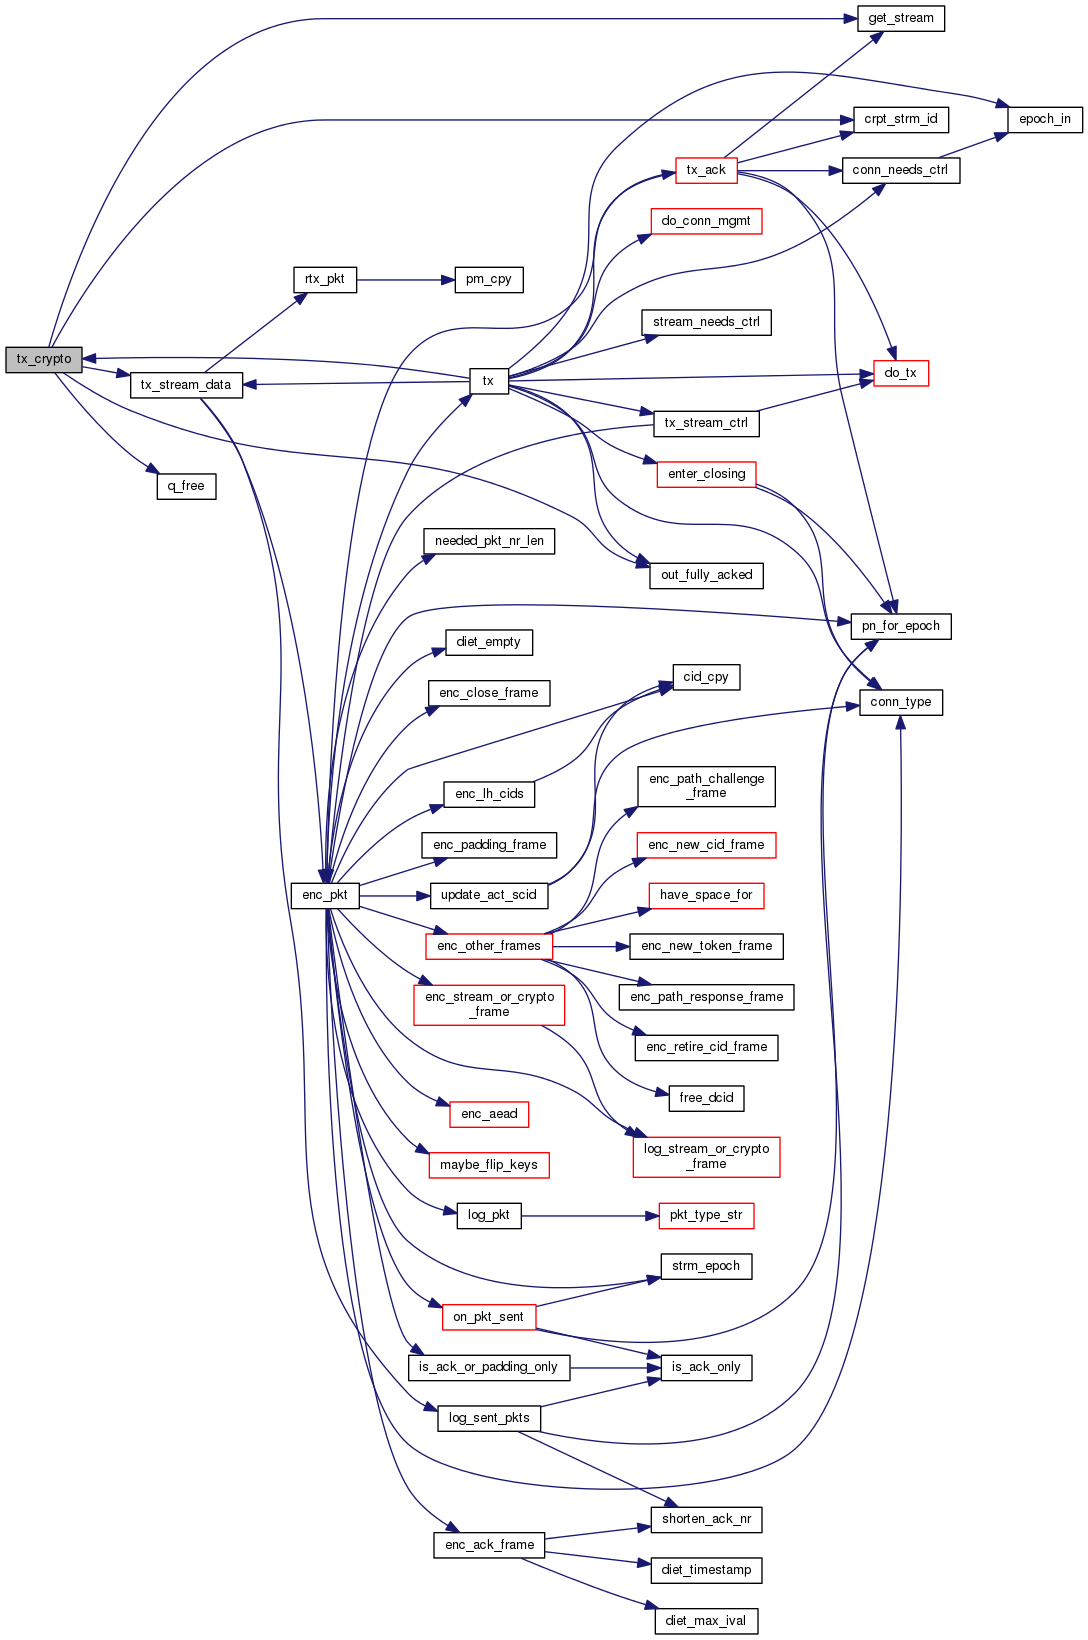 get_stream
crpt_strm_id
epoch_in
tx_ack
conn_needs_ctrl
do_conn_mgmt
rtx_pkt
pm_cpy
stream_needs_ctrl
tx_crypto
tx_stream_data
tx
do_tx
tx_stream_ctrl
enter_closing
q_free
needed_pkt_nr_len
out_fully_acked
pn_for_epoch
diet_empty
cid_cpy
enc_close_frame
conn_type
enc_path_challenge
_frame
enc_lh_cids
enc_padding_frame
enc_new_cid_frame
enc_pkt
update_act_scid
have_space_for
enc_other_frames
enc_new_token_frame
enc_stream_or_crypto
_frame
enc_path_response_frame
enc_retire_cid_frame
free_dcid
enc_aead
log_stream_or_crypto
_frame
maybe_flip_keys
log_pkt
pkt_type_str
strm_epoch
on_pkt_sent
is_ack_or_padding_only
is_ack_only
log_sent_pkts
shorten_ack_nr
enc_ack_frame
diet_timestamp
diet_max_ival